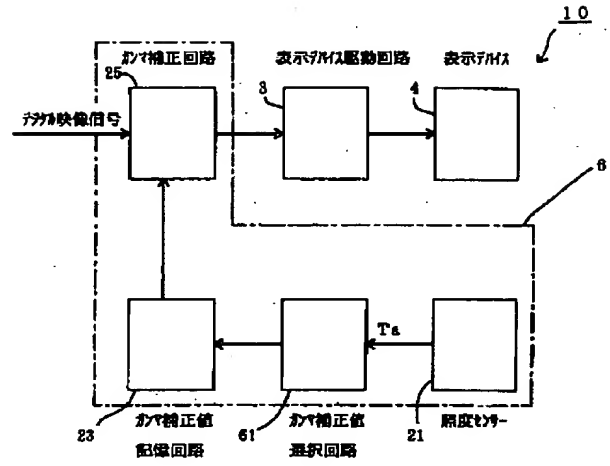 10
ガンマ補正回路
表示デバイス駆動回路
表示デバイス
25
3
4
デジタル映像信号
6
Ta
23
ガンマ補正値
記憶回路
61
ガンマ補正値
選択回路
21
照度センサー